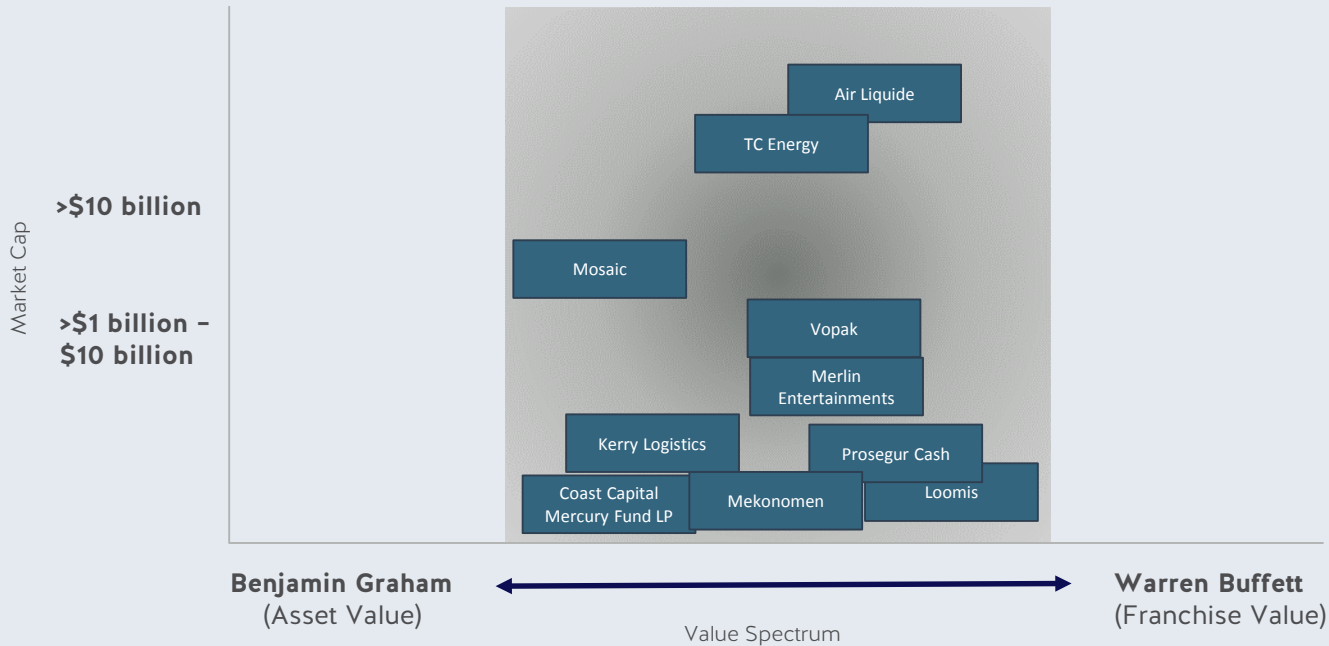 Air Liquide
TC Energy
>$10 billion
Market Cap
Mosaic
>$1 billion –
$10 billion
Vopak
Merlin
Entertainments
Kerry Logistics
Prosegur Cash
Loomis
Coast Capital
Mercury Fund LP
Mekonomen
Benjamin Graham
(Asset Value)
Warren Buffett
(Franchise Value)
Value Spectrum